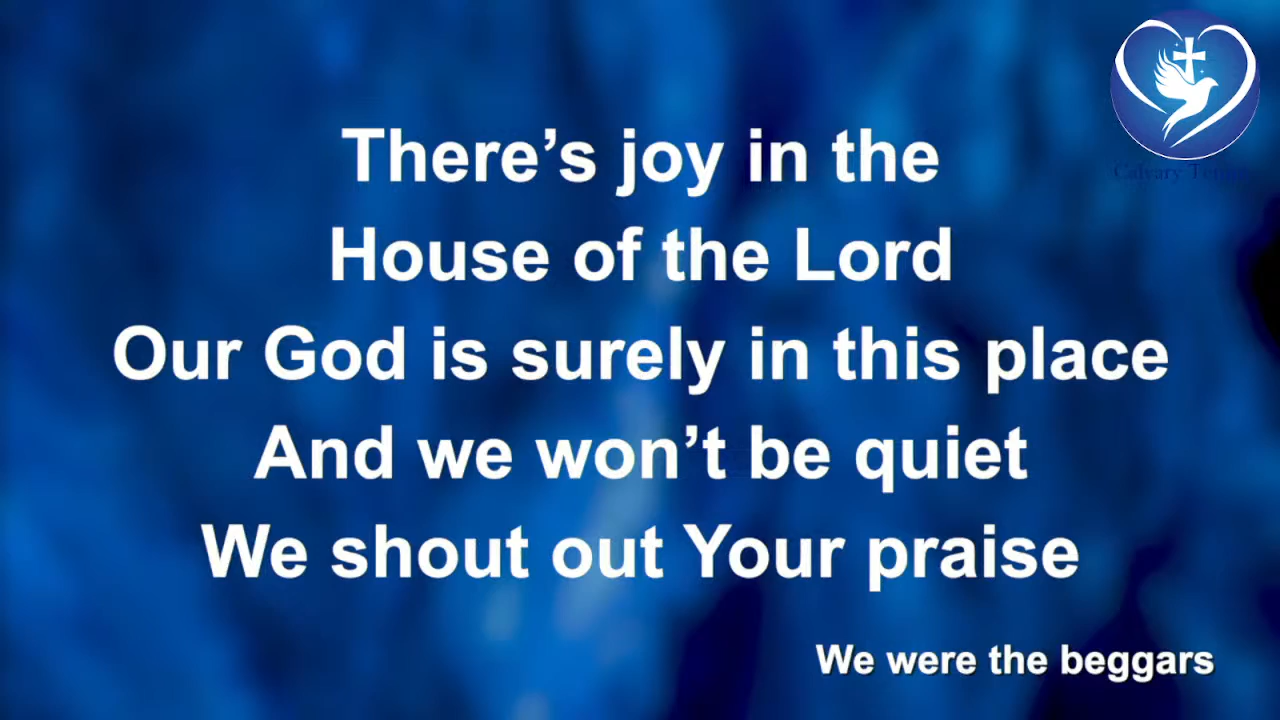 There’s joy in the
House of the Lord
Our God is surely in this place
And we won’t be quiet
We shout out Your praise
We were the beggars
Calvary